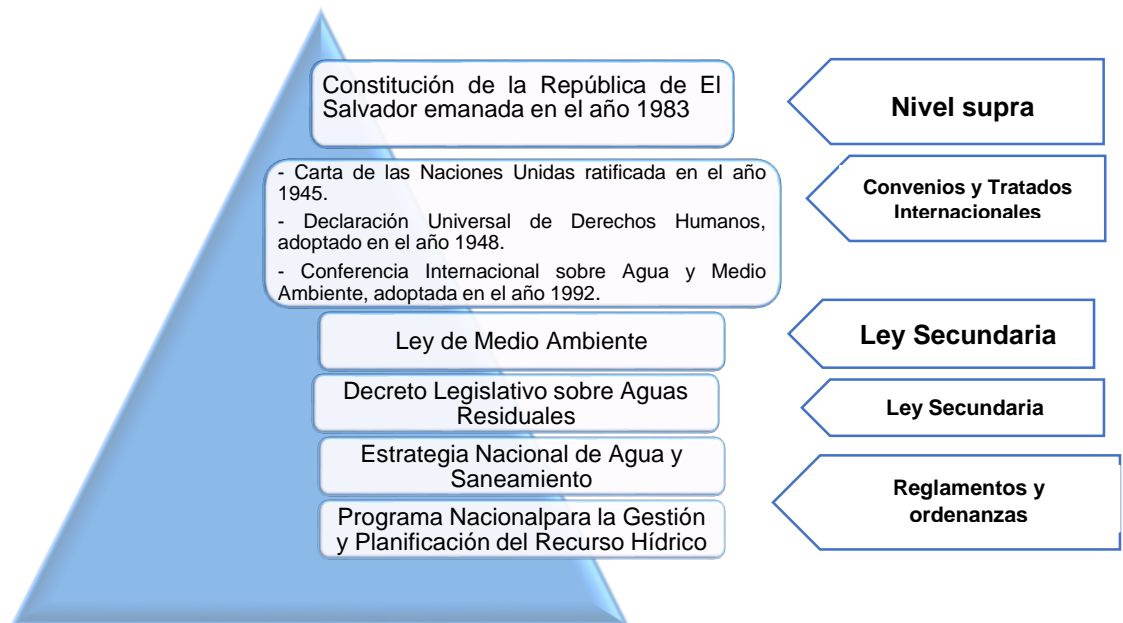 Constitución de la República de El
Salvador emanada en el año 1983
Nivel supra
- Carta de las Naciones Unidas ratificada en el año
1945.
- Declaración Universal de Derechos Humanos,
adoptado en el año 1948.
- Conferencia Internacional sobre Agua y Medio
Ambiente, adoptada en el año 1992.
Convenios y Tratados
Internacionales
Ley de Medio Ambiente
Ley Secundaria
Decreto Legislativo sobre Aguas
Residuales
Ley Secundaria
Estrategia Nacional de Agua y
Saneamiento
Programa Nacionalpara la Gestión
y Planificación del Recurso Hídrico
Reglamentos y
ordenanzas